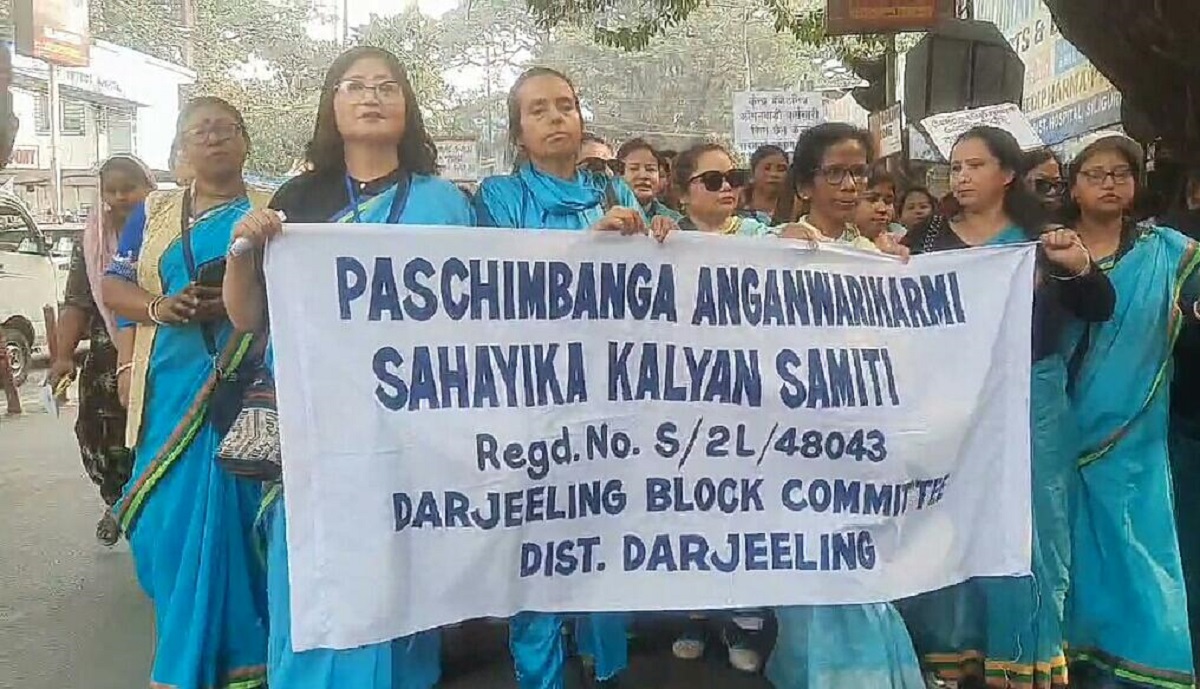 PASCHIMBANGA ANGANWARIKARMI
SAHAYIKA KALYAN SAMITI
Regd. No. S/2L/48043
DARJEELING BLOCK COMMITTEE
DIST. DARJEELING